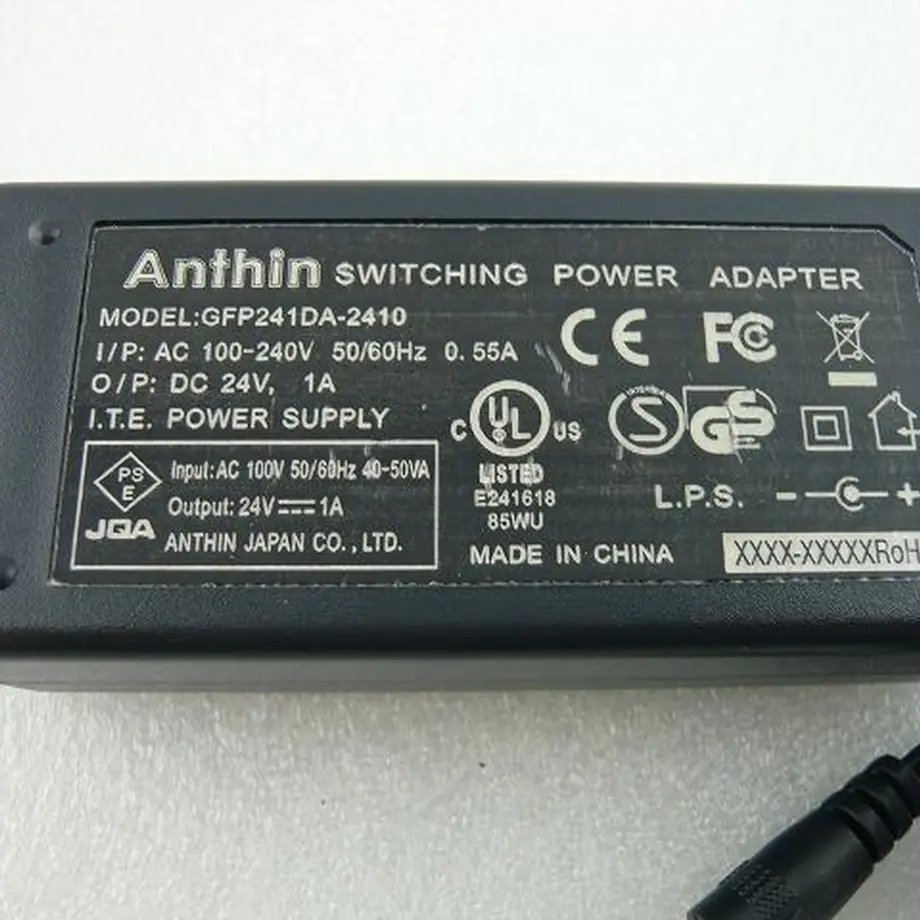 Anthin SWITCHING POWER ADAPTER
MODEL:GFP241DA-2410
I/P: AC 100-240V 50/60Hz 0.55A
O/P: DC 24V, 1A
I.T.E. POWER SUPPLY
CE FC
C UL US
LISTED
E241618
85WU
S GS
L.P.S. - +
PS
E
JQA
Input:AC 100V 50/60Hz 40-50VA
Output: 24V 1A
ANTHIN JAPAN CO.,LTD.
MADE IN CHINA
XXXX-XXXXXRoH